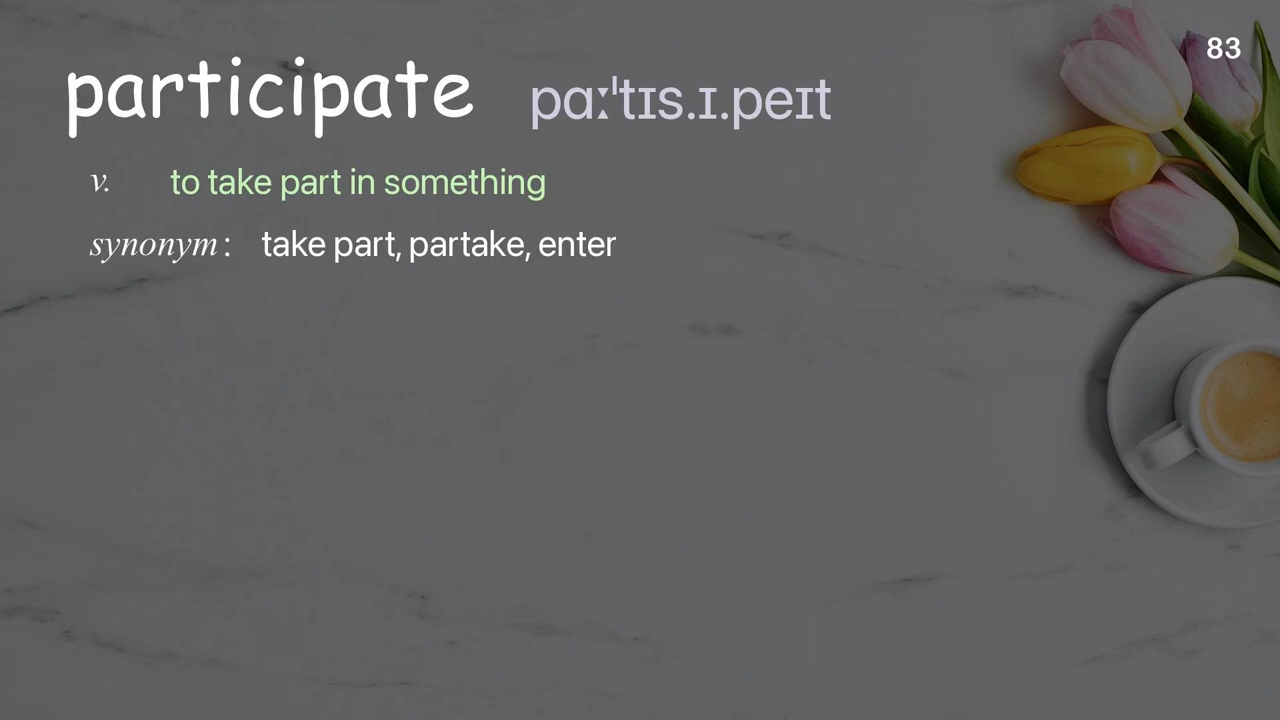 83
participate pɑːˈtɪs.ɪ.peɪt
v. to take part in something
synonym: take part, partake, enter